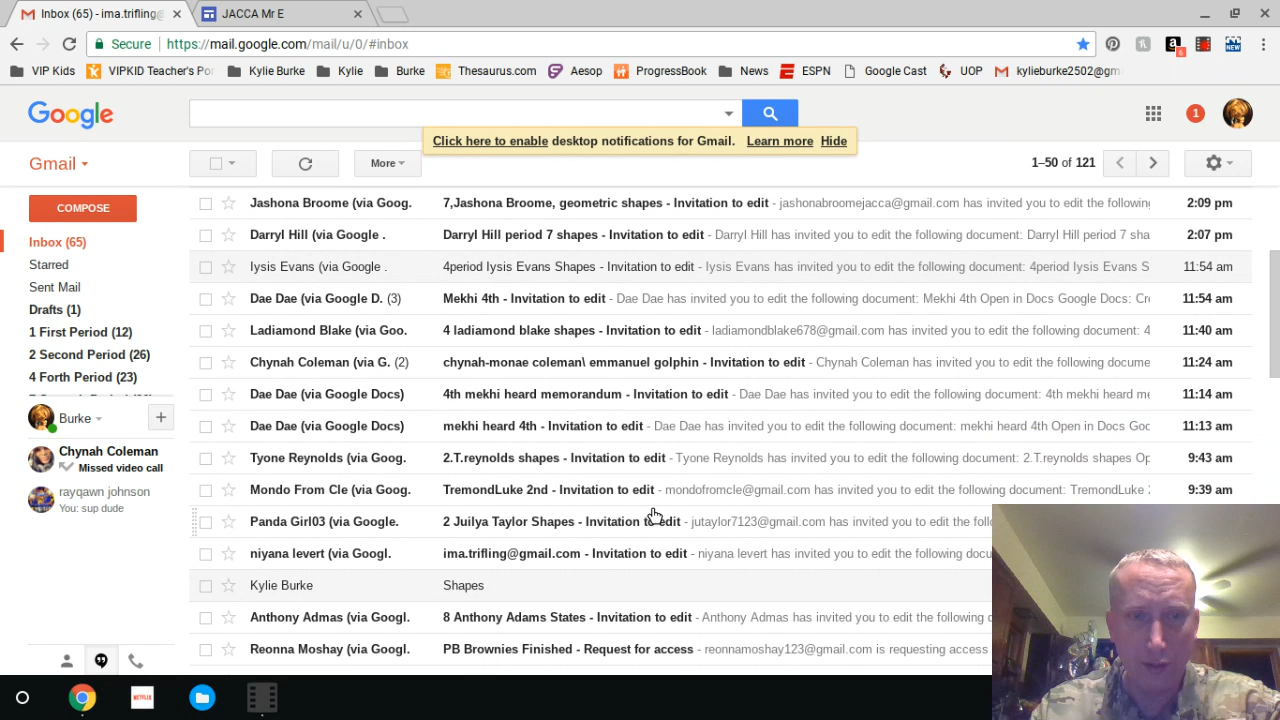 Inbox (65) - ima.trifling@
JACCA Mr E
Secure https://mail.google.com/mail/u/0/#inbox
VIP Kids VIPKID Teacher's Por Kylie Burke Kylie Burke Thesaurus.com Aesop ProgressBook News ESPN Google Cast UOP kylieburke2502@gm
6 NEW
Google
1
Click here to enable desktop notifications for Gmail. Learn more Hide
Gmail
More
1–50 of 121
COMPOSE
Inbox (65)
Starred
Sent Mail
Drafts (1)
1 First Period (12)
2 Second Period (26)
4 Forth Period (23)
Burke
Chynah Coleman
Missed video call
rayqawn johnson
You: sup dude
Jashona Broome (via Goog. 7,Jashona Broome, geometric shapes - Invitation to edit - jashonabroomejacca@gmail.com has invited you to edit the following 2:09 pm
Darryl Hill (via Google . Darryl Hill period 7 shapes - Invitation to edit - Darryl Hill has invited you to edit the following document: Darryl Hill period 7 sha 2:07 pm
Iysis Evans (via Google . 4period Iysis Evans Shapes - Invitation to edit - Iysis Evans has invited you to edit the following document: 4period Iysis Evans S 11:54 am
Dae Dae (via Google D. (3) Mekhi 4th - Invitation to edit - Dae Dae has invited you to edit the following document: Mekhi 4th Open in Docs Google Docs: Cre 11:54 am
Ladiamond Blake (via Goo. 4 ladiamond blake shapes - Invitation to edit - ladiamondblake678@gmail.com has invited you to edit the following document: 4 11:40 am
Chynah Coleman (via G. (2) chynah-monae coleman\ emmanuel golphin - Invitation to edit - Chynah Coleman has invited you to edit the following docume 11:24 am
Dae Dae (via Google Docs) 4th mekhi heard memorandum - Invitation to edit - Dae Dae has invited you to edit the following document: 4th mekhi heard me 11:14 am
Dae Dae (via Google Docs) mekhi heard 4th - Invitation to edit - Dae Dae has invited you to edit the following document: mekhi heard 4th Open in Docs Goo 11:13 am
Tyone Reynolds (via Goog. 2.T.reynolds shapes - Invitation to edit - Tyone Reynolds has invited you to edit the following document: 2.T.reynolds shapes Op 9:43 am
Mondo From Cle (via Goog. TremondLuke 2nd - Invitation to edit - mondofromcle@gmail.com has invited you to edit the following document: TremondLuke 2 9:39 am
Panda Girl03 (via Google. 2 Juilya Taylor Shapes - Invitation to edit - jutaylor7123@gmail.com has invited you to edit the foll
niyana levert (via Googl. ima.trifling@gmail.com - Invitation to edit - niyana levert has invited you to edit the following docu
Kylie Burke Shapes
Anthony Admas (via Googl. 8 Anthony Adams States - Invitation to edit - Anthony Admas has invited you to edit the following
Reonna Moshay (via Googl. PB Brownies Finished - Request for access - reonnamoshay123@gmail.com is requesting access
NETFLIX